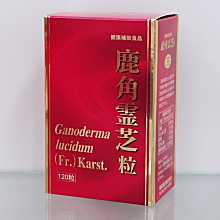 健康補助食品
鹿角霊芝粒
Ganoderma
lucidum
(Fr.) Karst.
120粒